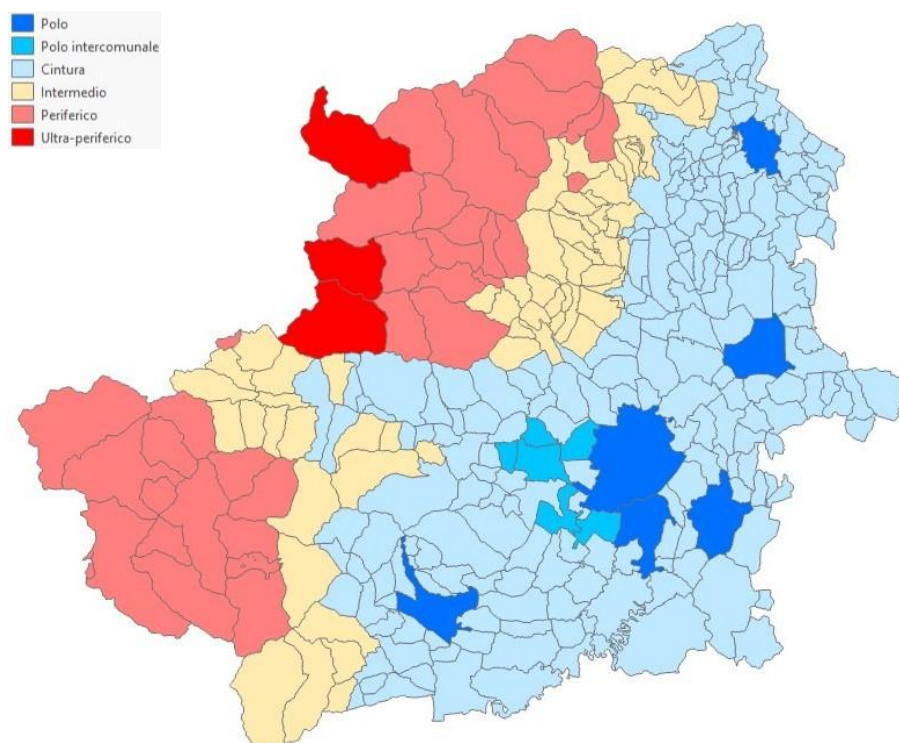 Polo
Polo intercomunale
Cintura
Intermedio
Periferico
Ultra-periferico